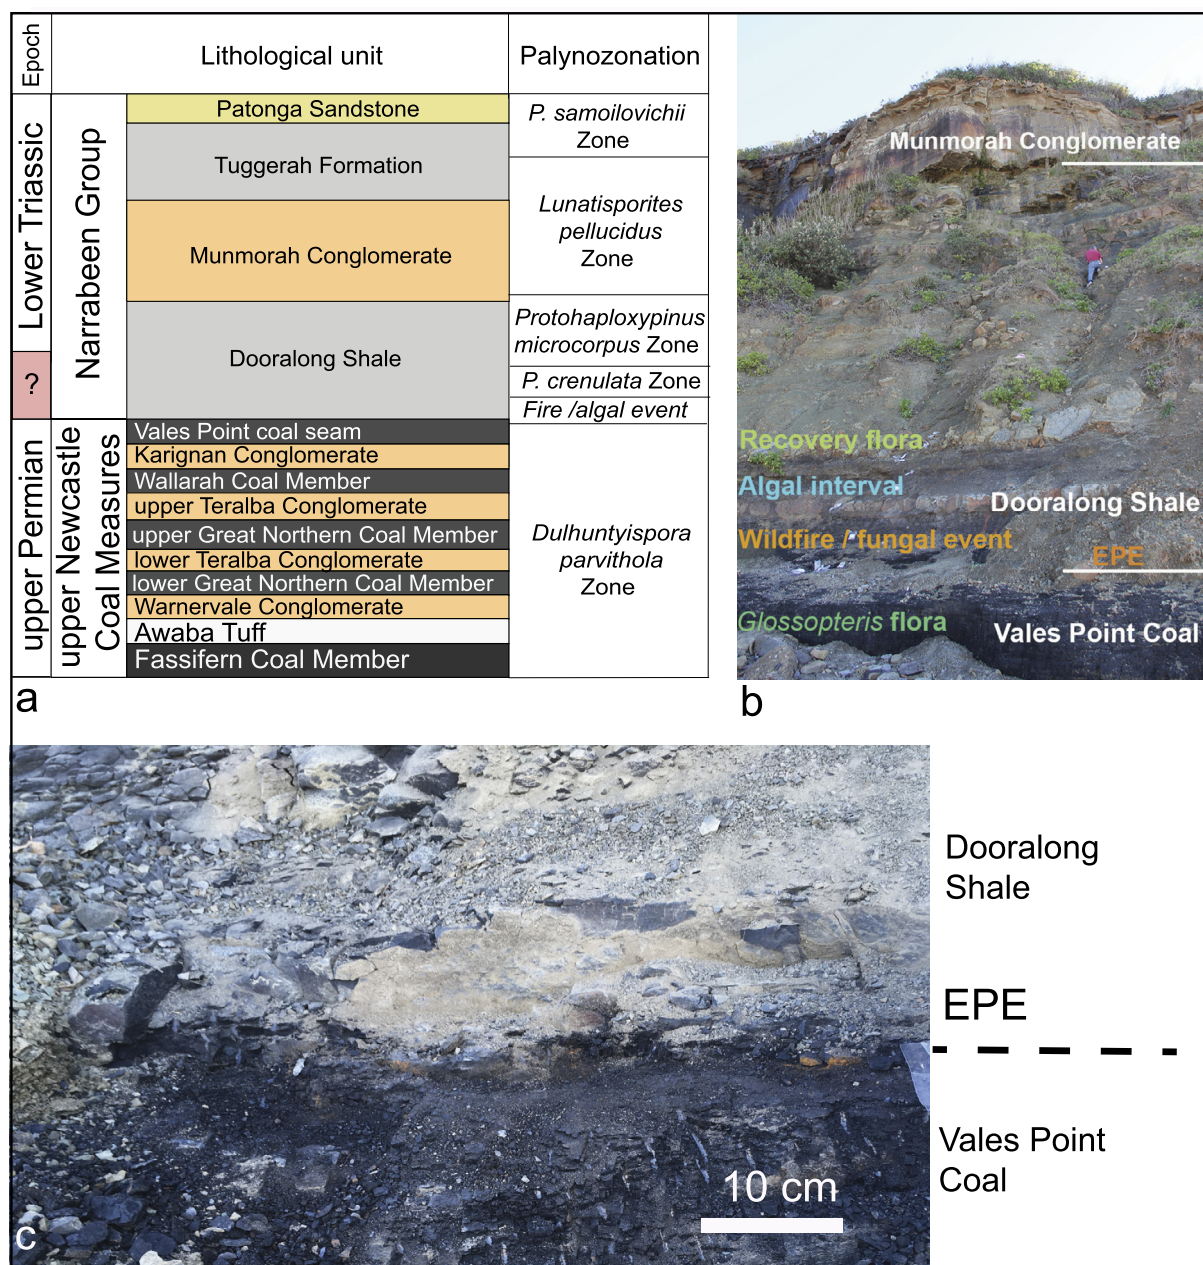 Epoch
Lithological unit
Palynozonation
Lower Triassic
?
upper Permian
Narrabeen Group
upper Newcastle
Coal Measures
Patonga Sandstone
Tuggerah Formation
Munmorah Conglomerate
Dooralong Shale
Vales Point coal seam
Karignan Conglomerate
Wallarah Coal Member
upper Teralba Conglomerate
upper Great Northern Coal Member
lower Teralba Conglomerate
lower Great Northern Coal Member
Warnervale Conglomerate
Awaba Tuff
Fassifern Coal Member
P. samoilovichii
Zone
Lunatisporites
pellucidus
Zone
Protohaploxypinus
microcorpus Zone
P. crenulata Zone
Fire /algal event
Dulhuntyispora
parvithola
Zone
a
Munmorah Conglomerate
Recovery flora
Algal interval
Dooralong Shale
Wildfire / fungal event
EPE
Glossopteris flora
Vales Point Coal
b
Dooralong
Shale
EPE
Vales Point
Coal
10 cm
c